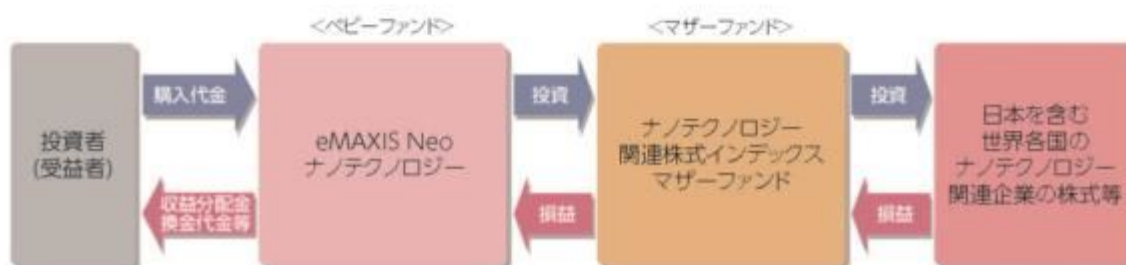 <ベビーファンド>
<マザーファンド>
投資者
(受益者)
購入代金
収益分配金
換金代金等
eMAXIS Neo
ナノテクノロジー
投資
損益
ナノテクノロジー
関連株式インデックス
マザーファンド
投資
損益
日本を含む
世界各国の
ナノテクノロジー
関連企業の株式等